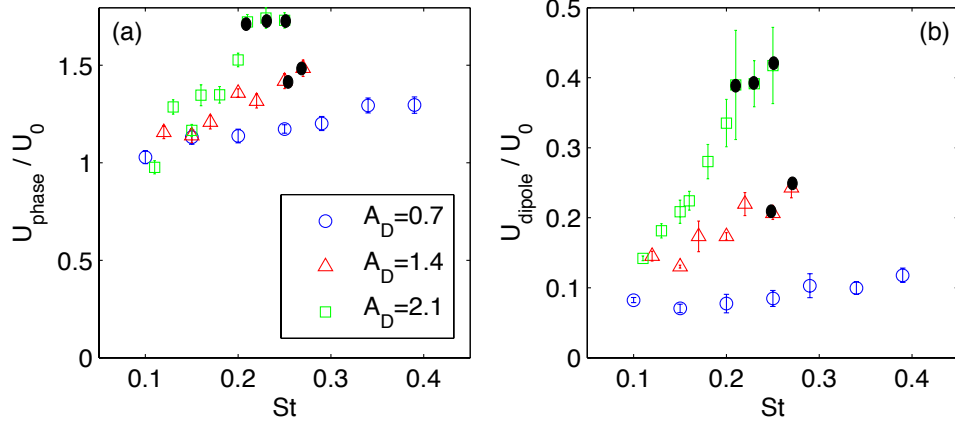 (a)
1.5
1
0.5
0
U_phase / U_0
0.1 0.2 0.3 0.4
St
A_D=0.7
A_D=1.4
A_D=2.1
(b)
0.5
0.4
0.3
0.2
0.1
0
U_dipole / U_0
0.1 0.2 0.3 0.4
St